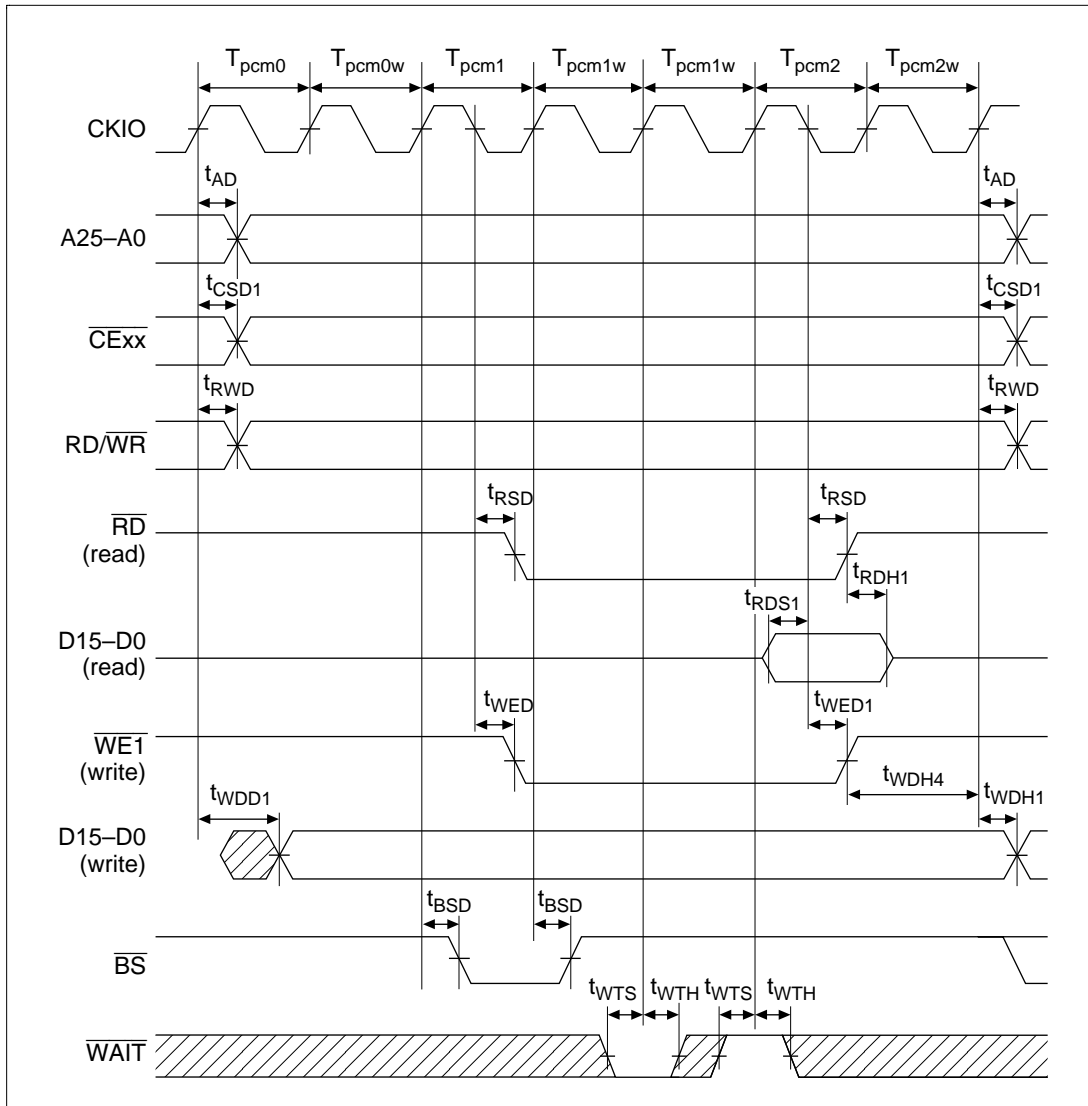 Tpcm0 Tpcm0w Tpcm1 Tpcm1w Tpcm1w Tpcm2 Tpcm2w
CKIO
tAD tAD
A25–A0
tCSD1 tCSD1
CExx
tRWD tRWD
RD/WR
tRSD tRSD
RD
(read)
tRDH1
tRDS1
D15–D0
(read)
tWED tWED1
WE1
(write)
tWDH4
tWDD1 tWDH1
D15–D0
(write)
tBSD tBSD
BS
tWTS tWTH tWTS tWTH
WAIT